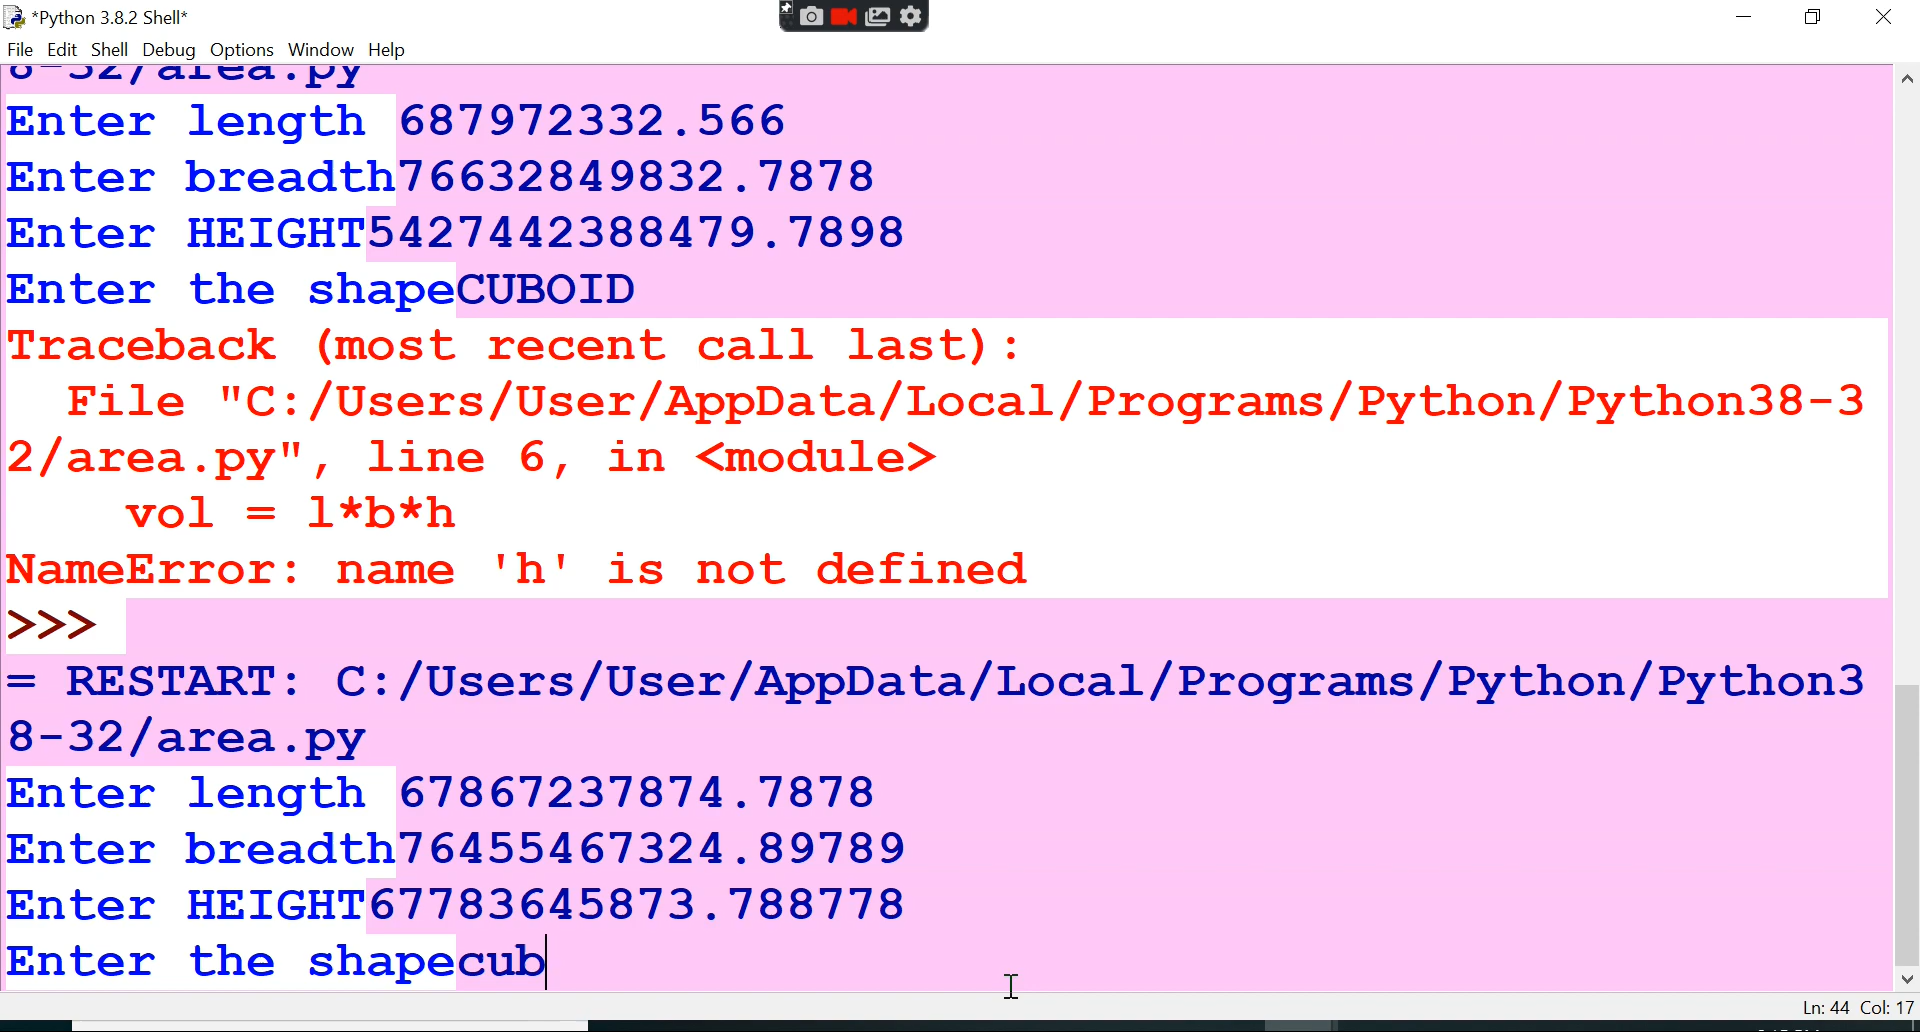 *Python 3.8.2 Shell*
File Edit Shell Debug Options Window Help
8-32/area.py
Enter length 687972332.566
Enter breadth76632849832.7878
Enter HEIGHT5427442388479.7898
Enter the shapeCUBOID
Traceback (most recent call last):
  File "C:/Users/User/AppData/Local/Programs/Python/Python38-3
2/area.py", line 6, in <module>
    vol = l*b*h
NameError: name 'h' is not defined
>>>
= RESTART: C:/Users/User/AppData/Local/Programs/Python/Python3
8-32/area.py
Enter length 67867237874.7878
Enter breadth76455467324.89789
Enter HEIGHT67783645873.788778
Enter the shapecub
Ln: 44 Col: 17